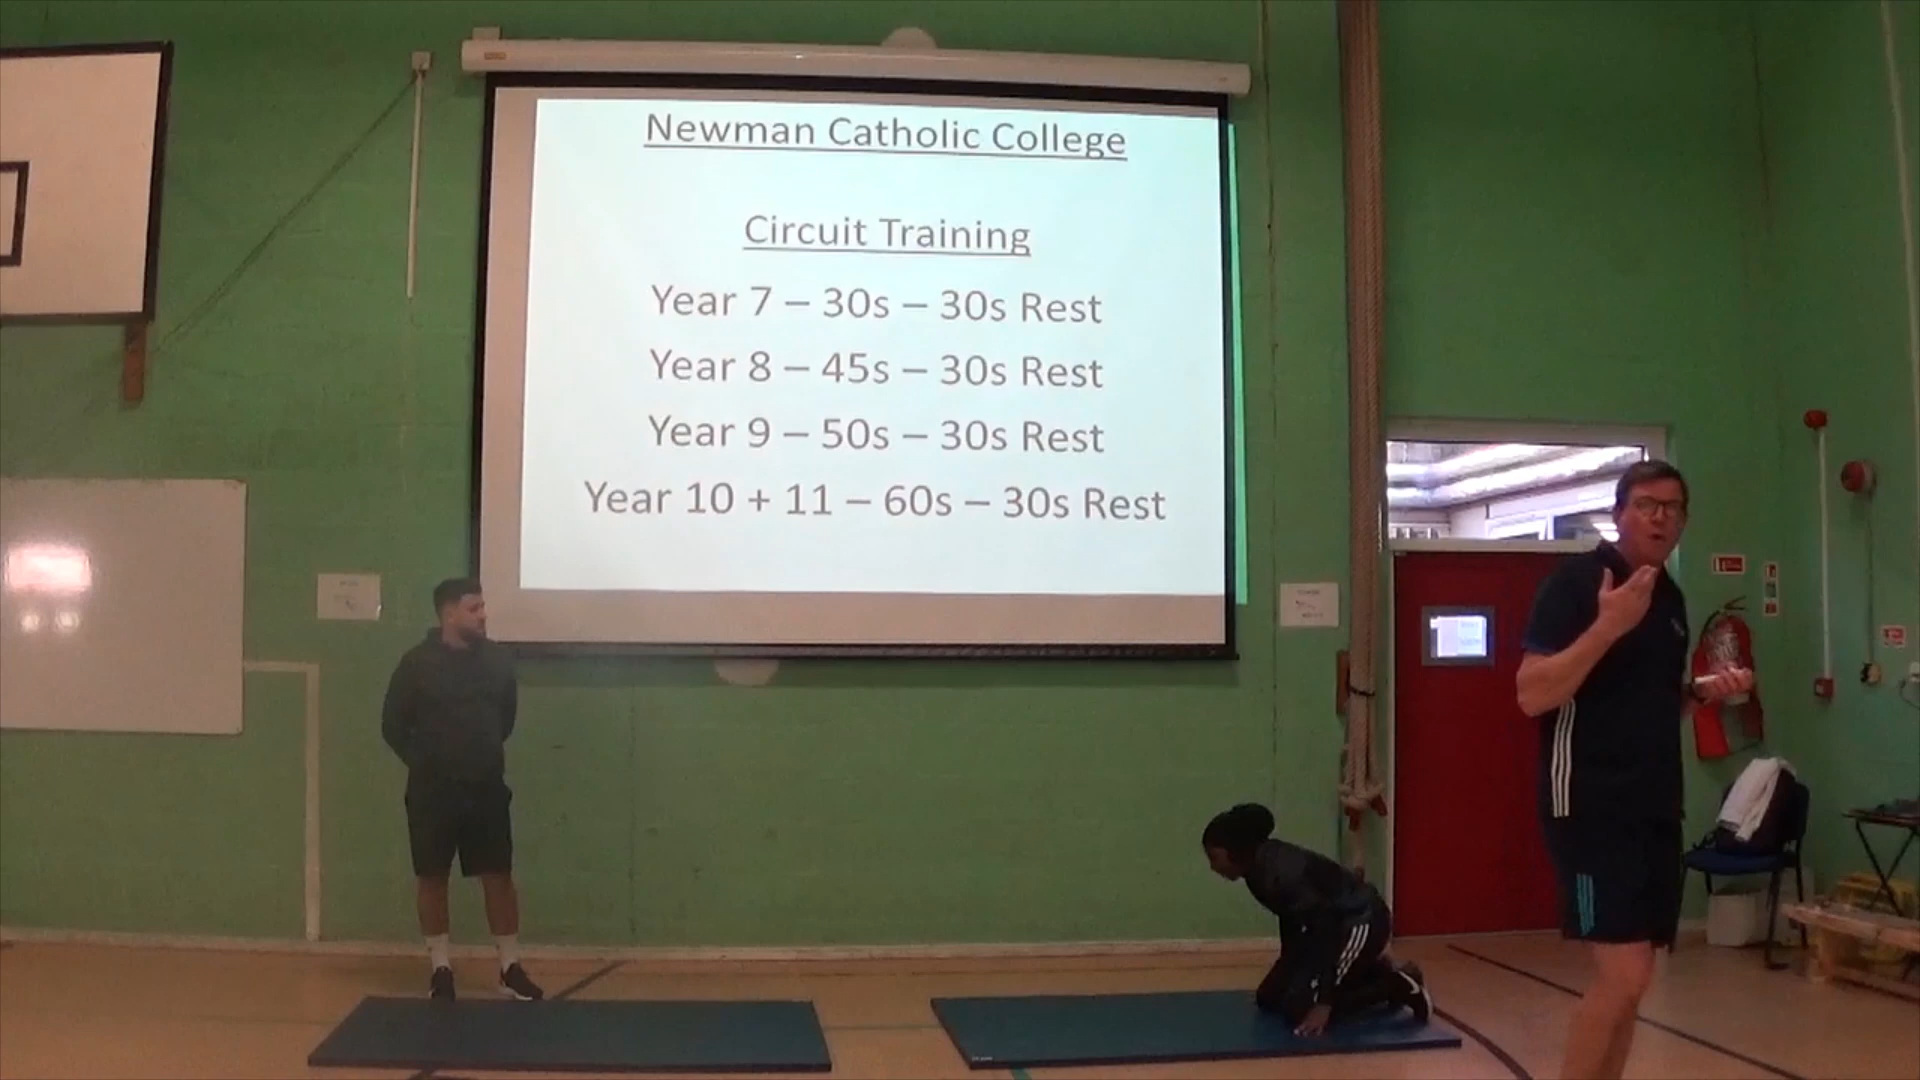 Newman Catholic College
Circuit Training
Year 7 – 30s – 30s Rest
Year 8 – 45s – 30s Rest
Year 9 – 50s – 30s Rest
Year 10 + 11 – 60s – 30s Rest